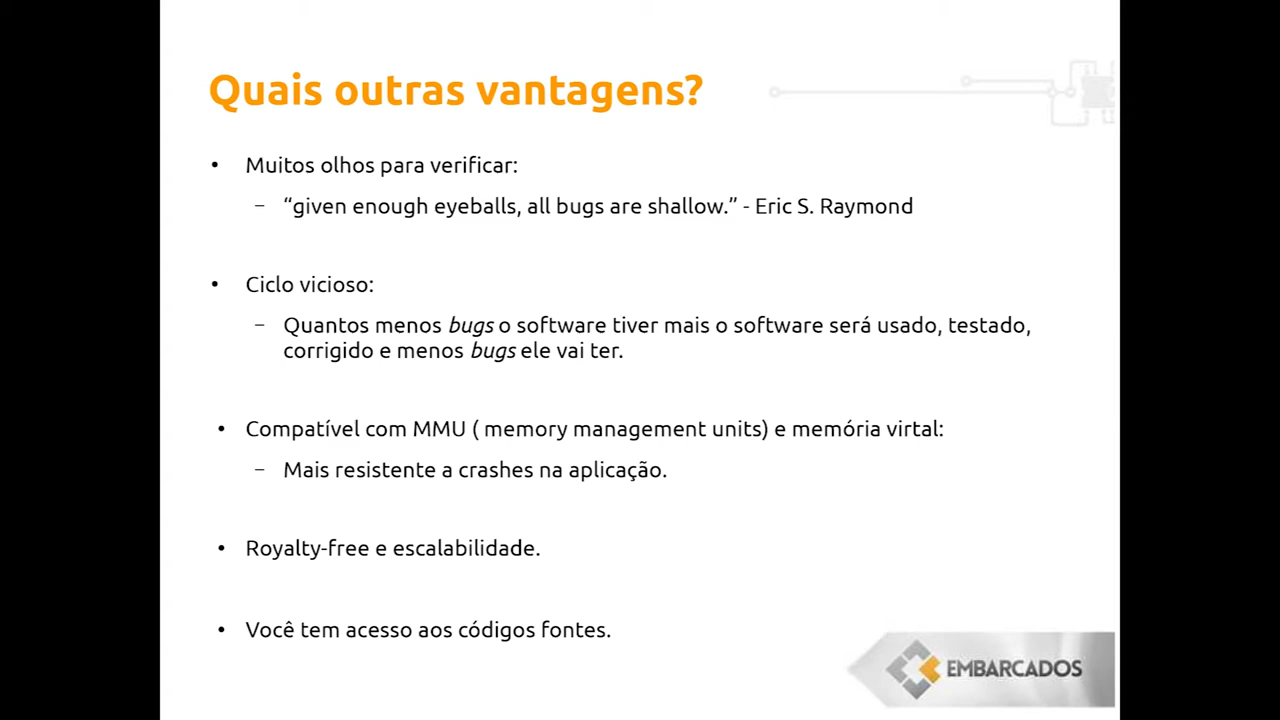 Quais outras vantagens?
• Muitos olhos para verificar:
– “given enough eyeballs, all bugs are shallow.” - Eric S. Raymond
• Ciclo vicioso:
– Quantos menos bugs o software tiver mais o software será usado, testado,
corrigido e menos bugs ele vai ter.
• Compatível com MMU ( memory management units) e memória virtal:
– Mais resistente a crashes na aplicação.
• Royalty-free e escalabilidade.
• Você tem acesso aos códigos fontes.
EMBARCADOS